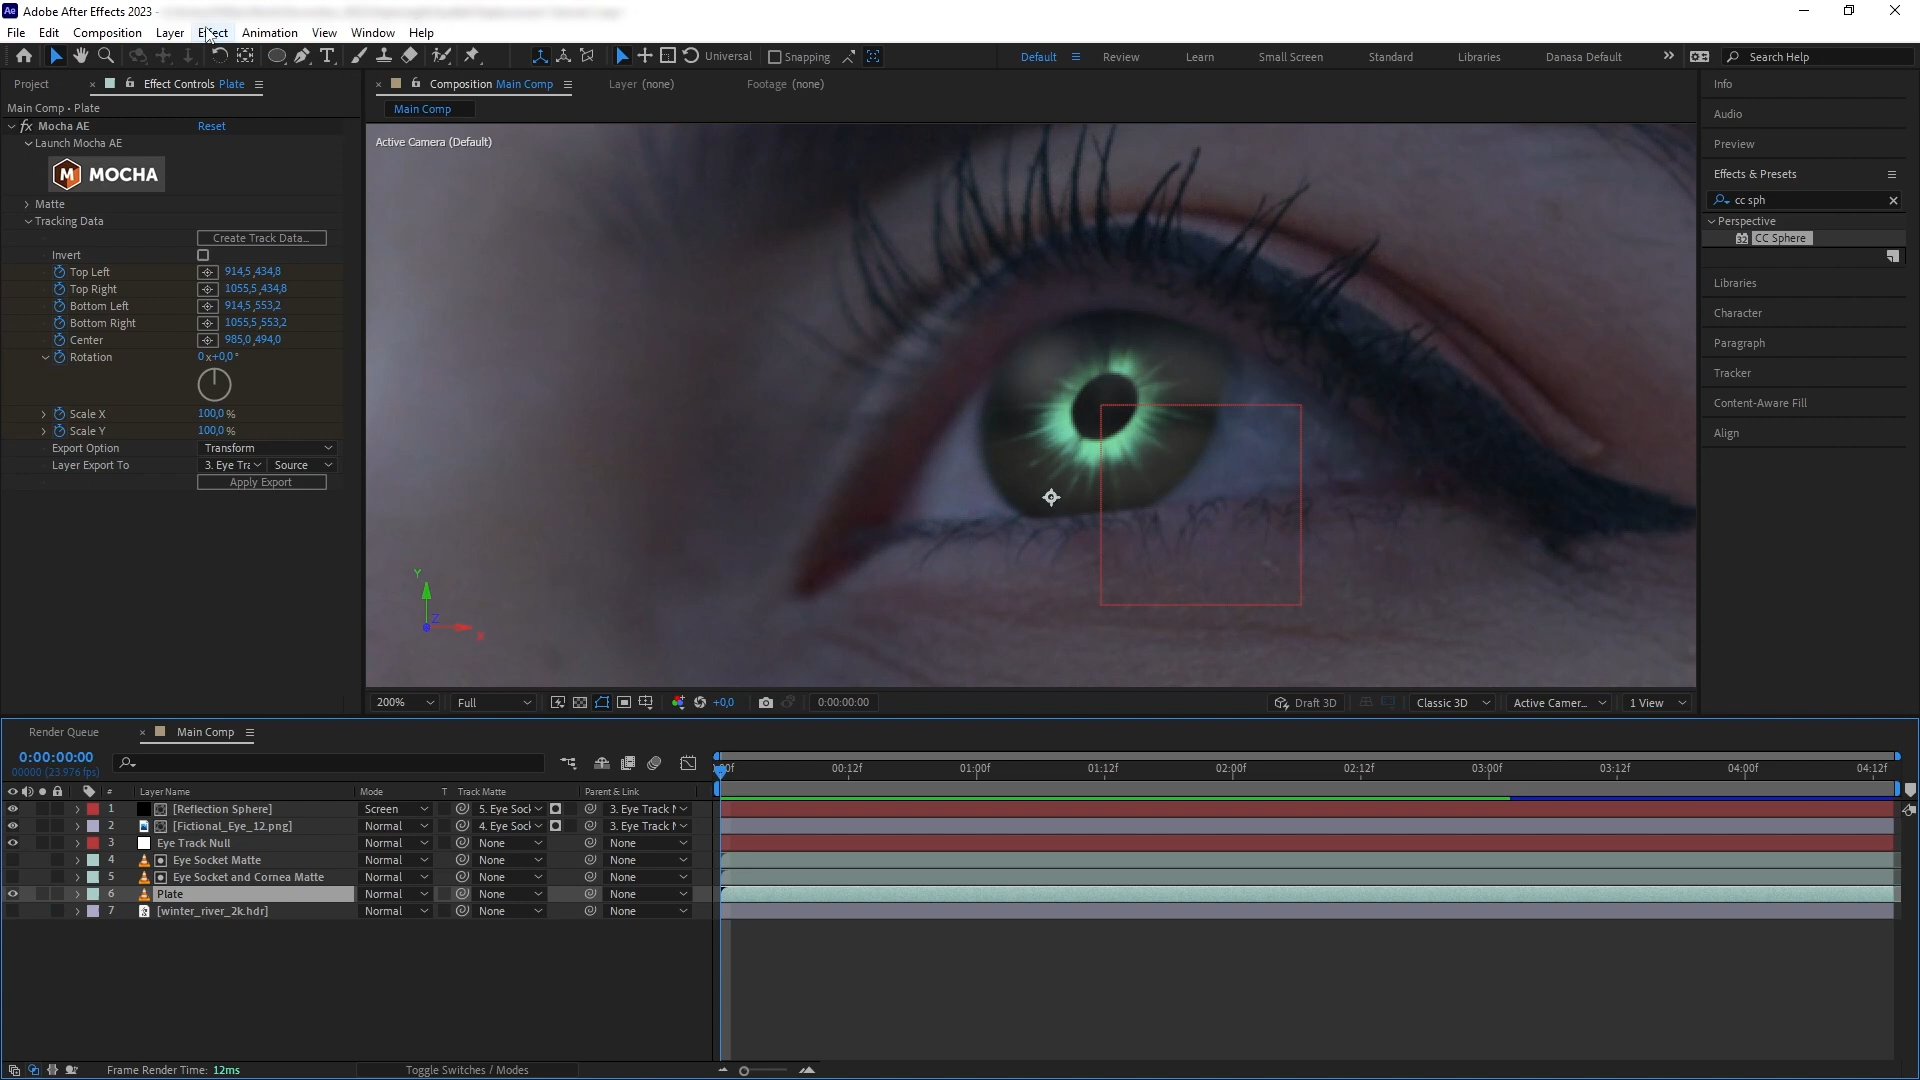 Adobe After Effects 2023 -
File Edit Composition Layer Effect Animation View Window Help
Universal Snapping Default Review Learn Small Screen Standard Libraries Danasa Default Search Help
Project Effect Controls Plate Composition Main Comp Layer (none) Footage (none) Info
Main Comp • Plate
Main Comp
Audio
fx Mocha AE Reset
Launch Mocha AE
Active Camera (Default)
Preview
M MOCHA
Effects & Presets
Matte
cc sph
Tracking Data
Perspective
Create Track Data...
32 CC Sphere
Invert
Top Left 914,5 ,434,8
Top Right 1055,5 ,434,8
Libraries
Bottom Left 914,5 ,553,2
Character
Bottom Right 1055,5 ,553,2
Center 985,0 ,494,0
Paragraph
Rotation 0 x+0,0 °
Tracker
Content-Aware Fill
Scale X 100,0 %
Scale Y 100,0 %
Align
Export Option Transform
Layer Export To 3. Eye Tra Source
Apply Export
Y
Z
X
200% Full +0,0 0:00:00:00 Draft 3D Classic 3D Active Camer... 1 View
Render Queue Main Comp
0:00:00:00
00000 (23.976 fps)
:00f 00:12f 01:00f 01:12f 02:00f 02:12f 03:00f 03:12f 04:00f 04:12f
# Layer Name Mode T Track Matte Parent & Link
1 [Reflection Sphere] Screen 5. Eye Sock 3. Eye Track N
2 [Fictional_Eye_12.png] Normal 4. Eye Sock 3. Eye Track N
3 Eye Track Null Normal None None
4 Eye Socket Matte Normal None None
5 Eye Socket and Cornea Matte Normal None None
6 Plate Normal None None
7 [winter_river_2k.hdr] Normal None None
Frame Render Time: 12ms Toggle Switches / Modes